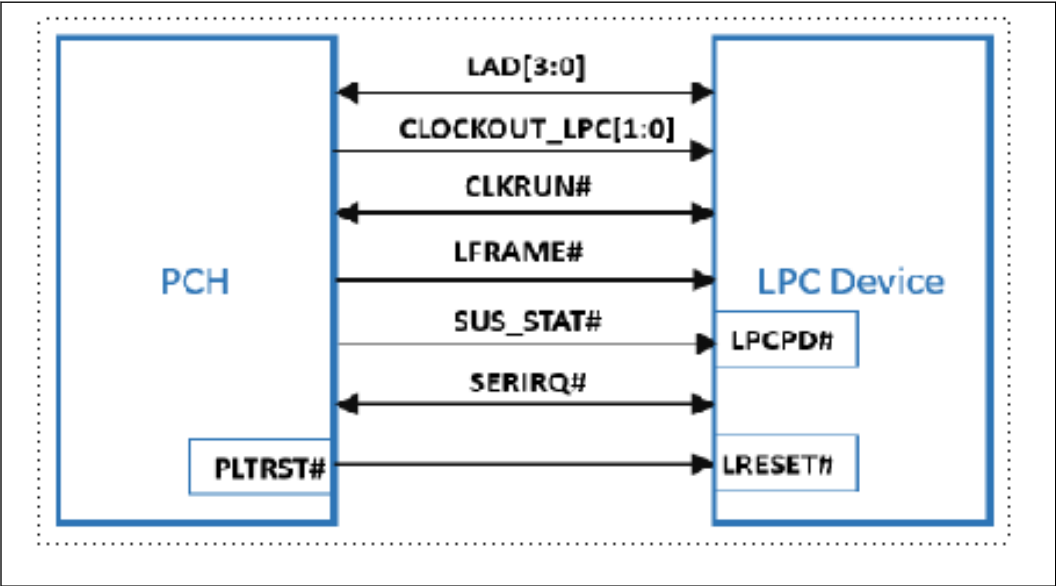 LAD[3:0]
CLOCKOUT_LPC[1:0]
CLKRUN#
LFRAME#
PCH
LPC Device
SUS_STAT#
LPCPD#
SERIRQ#
PLTRST#
LRESET#